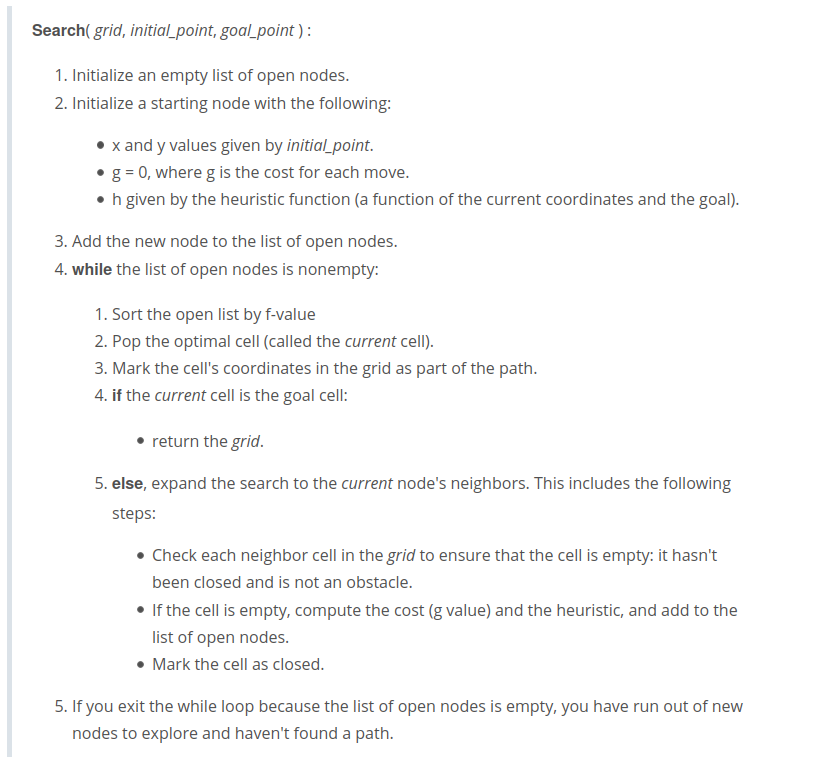 Search( grid, initial_point, goal_point ) :
1. Initialize an empty list of open nodes.
2. Initialize a starting node with the following:
• x and y values given by initial_point.
• g = 0, where g is the cost for each move.
• h given by the heuristic function (a function of the current coordinates and the goal).
3. Add the new node to the list of open nodes.
4. while the list of open nodes is nonempty:
1. Sort the open list by f-value
2. Pop the optimal cell (called the current cell).
3. Mark the cell's coordinates in the grid as part of the path.
4. if the current cell is the goal cell:
• return the grid.
5. else, expand the search to the current node's neighbors. This includes the following
steps:
• Check each neighbor cell in the grid to ensure that the cell is empty: it hasn't
been closed and is not an obstacle.
• If the cell is empty, compute the cost (g value) and the heuristic, and add to the
list of open nodes.
• Mark the cell as closed.
5. If you exit the while loop because the list of open nodes is empty, you have run out of new
nodes to explore and haven't found a path.